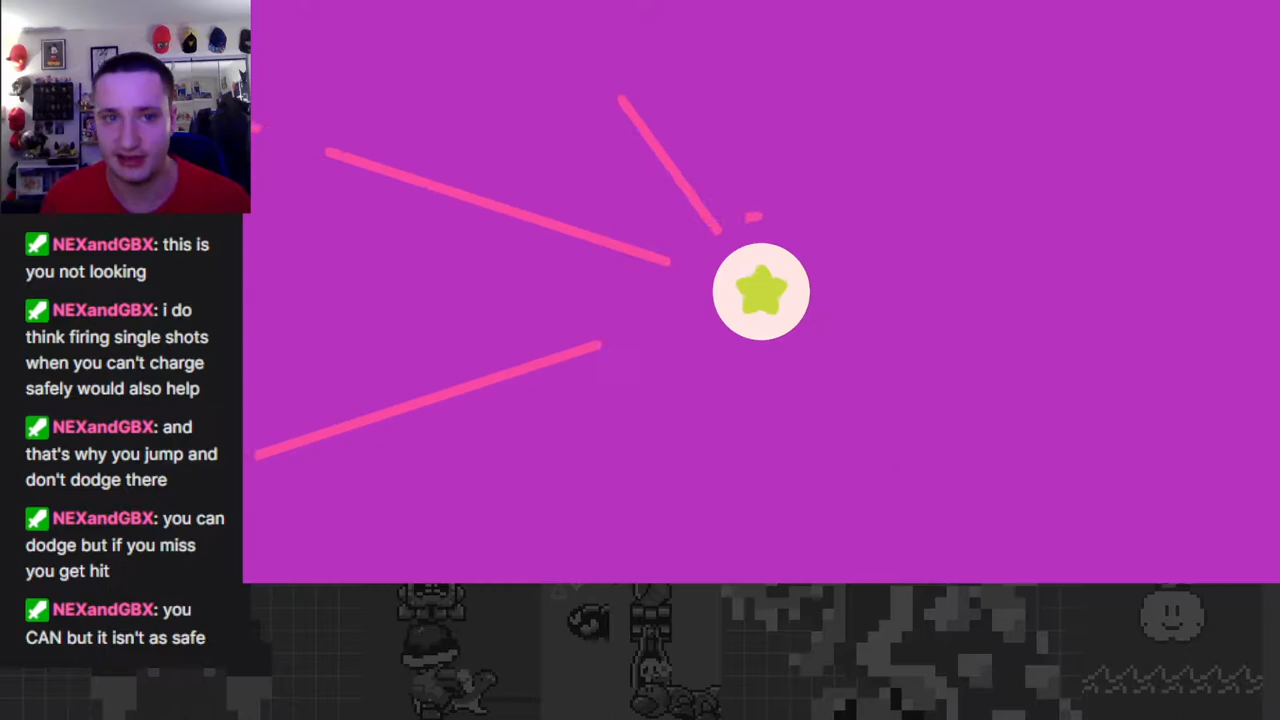 NEXandGBX: this is
you not looking
NEXandGBX: i do
think firing single shots
when you can't charge
safely would also help
NEXandGBX: and
that's why you jump and
don't dodge there
NEXandGBX: you can
dodge but if you miss
you get hit
NEXandGBX: you
CAN but it isn't as safe